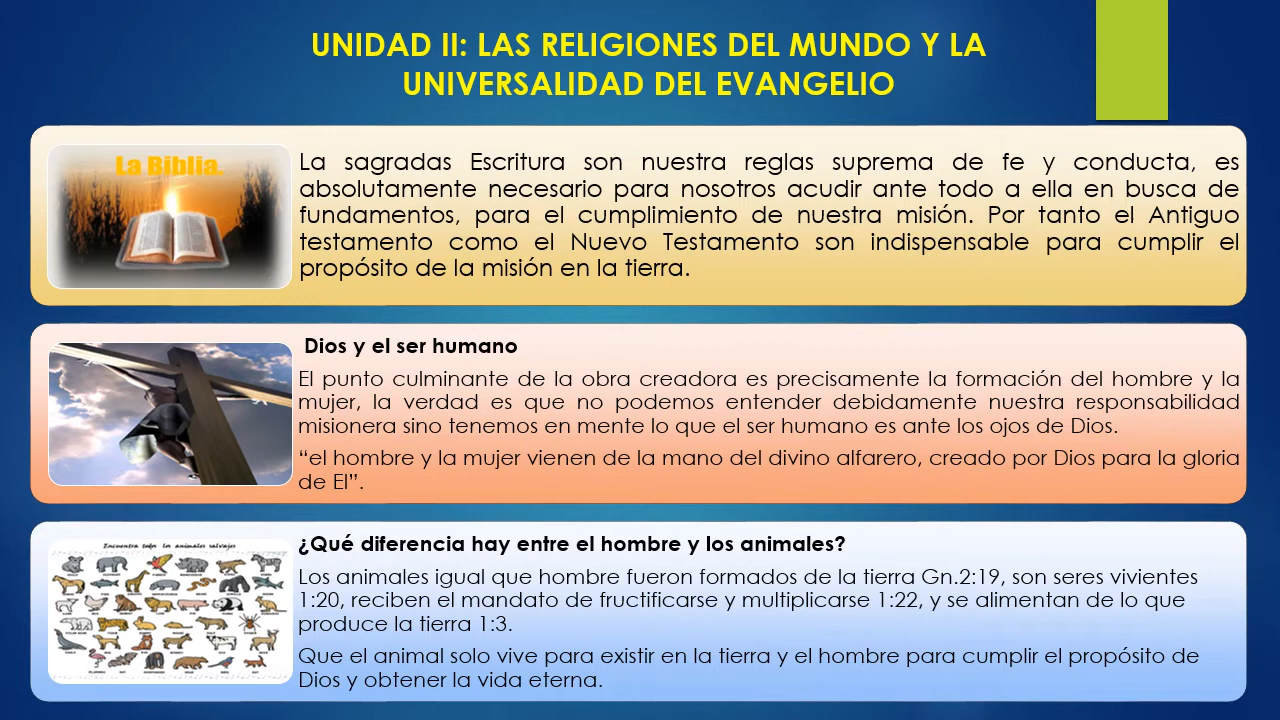 UNIDAD II: LAS RELIGIONES DEL MUNDO Y LA
UNIVERSALIDAD DEL EVANGELIO
La Biblia.
La sagradas Escritura son nuestra reglas suprema de fe y conducta, es
absolutamente necesario para nosotros acudir ante todo a ella en busca de
fundamentos, para el cumplimiento de nuestra misión. Por tanto el Antiguo
testamento como el Nuevo Testamento son indispensable para cumplir el
propósito de la misión en la tierra.
Dios y el ser humano
El punto culminante de la obra creadora es precisamente la formación del hombre y la
mujer, la verdad es que no podemos entender debidamente nuestra responsabilidad
misionera sino tenemos en mente lo que el ser humano es ante los ojos de Dios.
“el hombre y la mujer vienen de la mano del divino alfarero, creado por Dios para la gloria
de El”.
Encuentra todos los animales salvajes
¿Qué diferencia hay entre el hombre y los animales?
Los animales igual que hombre fueron formados de la tierra Gn.2:19, son seres vivientes
1:20, reciben el mandato de fructificarse y multiplicarse 1:22, y se alimentan de lo que
produce la tierra 1:3.
Que el animal solo vive para existir en la tierra y el hombre para cumplir el propósito de
Dios y obtener la vida eterna.